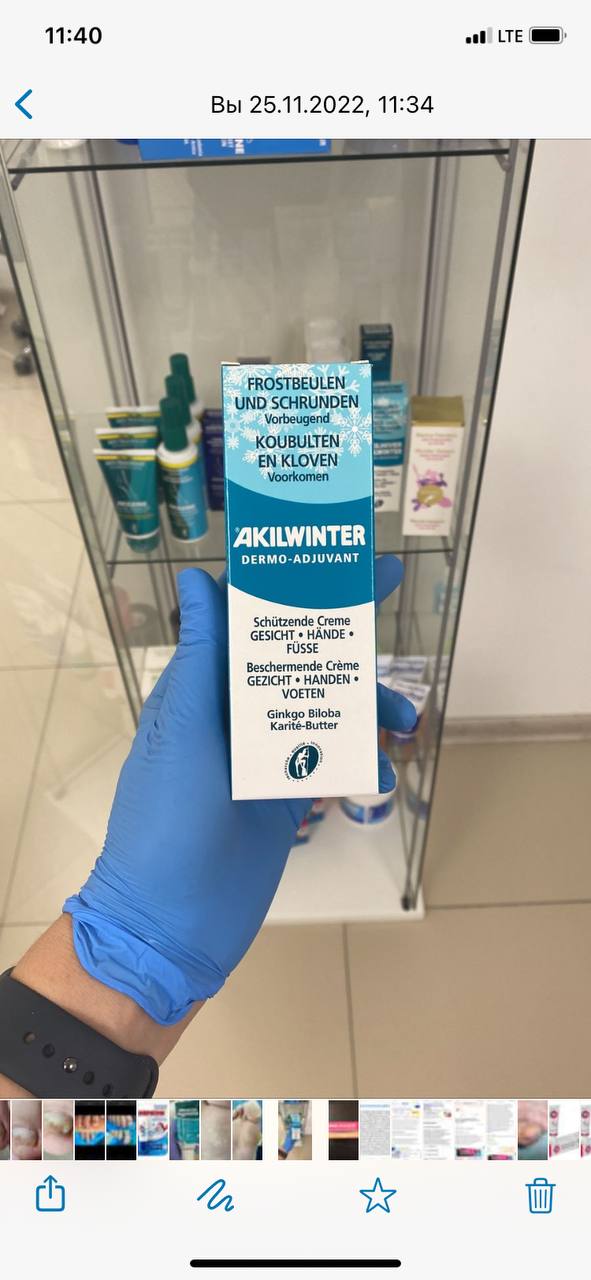 11:40
LTE
Вы 25.11.2022, 11:34
FROSTBEULEN
UND SCHRUNDEN
Vorbeugend
KOUBULTEN
EN KLOVEN
Voorkomen
AKILWINTER
DERMO-ADJUVANT
Schützende Creme
GESICHT • HÄNDE •
FÜSSE
Beschermende Crème
GEZICHT • HANDEN •
VOETEN
Ginkgo Biloba
Karité-Butter